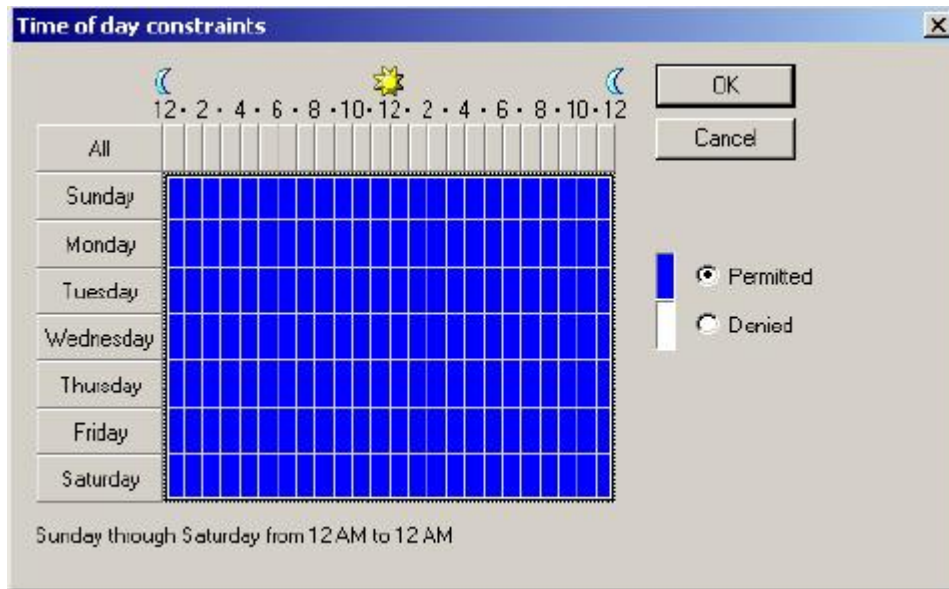 Time of day constraints
12 · 2 · 4 · 6 · 8 · 10 · 12 · 2 · 4 · 6 · 8 · 10 · 12
OK
Cancel
All
Sunday
Monday
Tuesday
Wednesday
Thursday
Friday
Saturday
Permitted
Denied
Sunday through Saturday from 12 AM to 12 AM